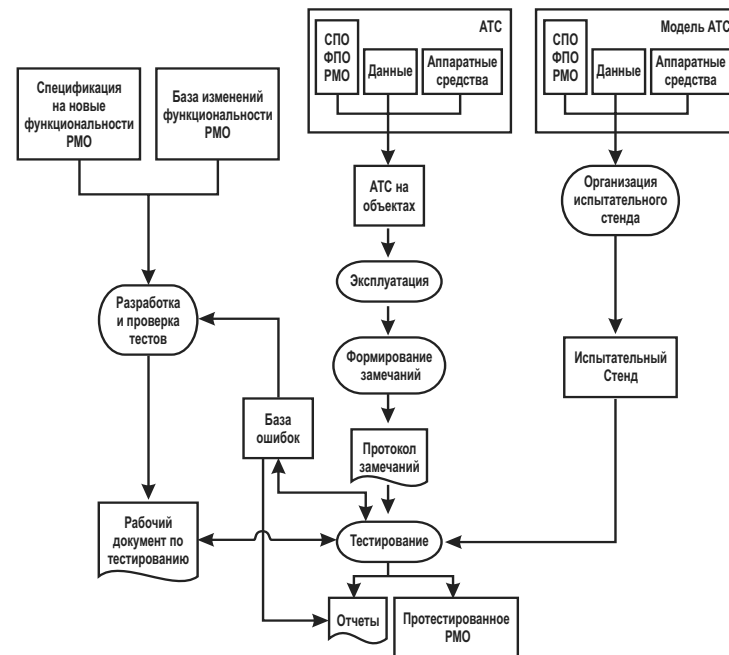 АТС
СПО
ФПО
РМО
Данные
Аппаратные
средства
Модель АТС
СПО
ФПО
РМО
Данные
Аппаратные
средства
Спецификация
на новые
функциональности
РМО
База изменений
функциональности
РМО
АТС на
объектах
Организация
испытательного
стенда
Эксплуатация
Разработка
и проверка
тестов
Формирование
замечаний
Испытательный
Стенд
База
ошибок
Протокол
замечаний
Рабочий
документ по
тестированию
Тестирование
Отчеты
Протестированное
РМО